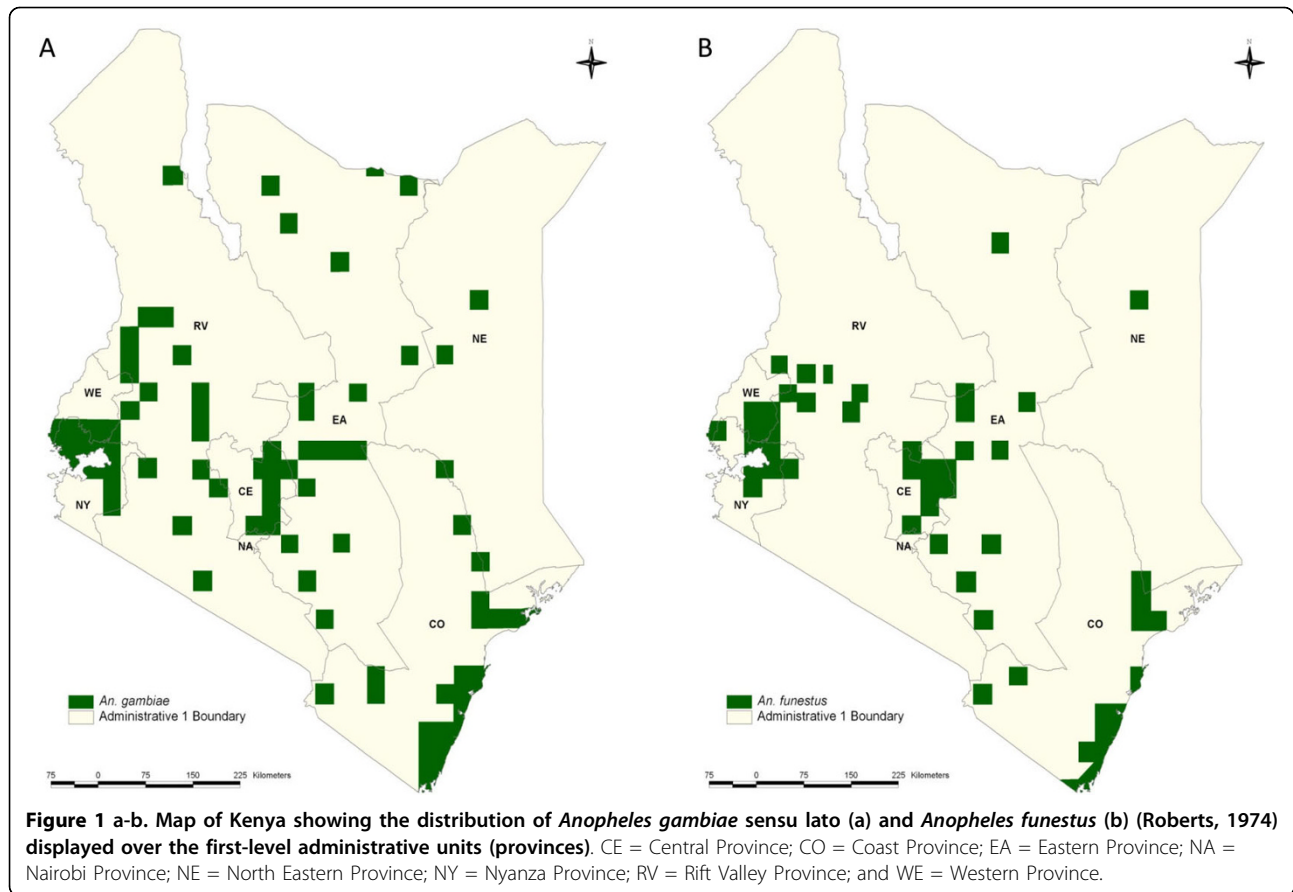 A
N
B
N
RV
NE
WE
EA
NY
CE
NA
CO
An. gambiae
Administrative 1 Boundary
75 0 75 150 225 Kilometers
RV
NE
WE
EA
NY
CE
NA
CO
An. funestus
Administrative 1 Boundary
75 0 75 150 225 Kilometers
Figure 1 a-b. Map of Kenya showing the distribution of Anopheles gambiae sensu lato (a) and Anopheles funestus (b) (Roberts, 1974)
displayed over the first-level administrative units (provinces). CE = Central Province; CO = Coast Province; EA = Eastern Province; NA =
Nairobi Province; NE = North Eastern Province; NY = Nyanza Province; RV = Rift Valley Province; and WE = Western Province.